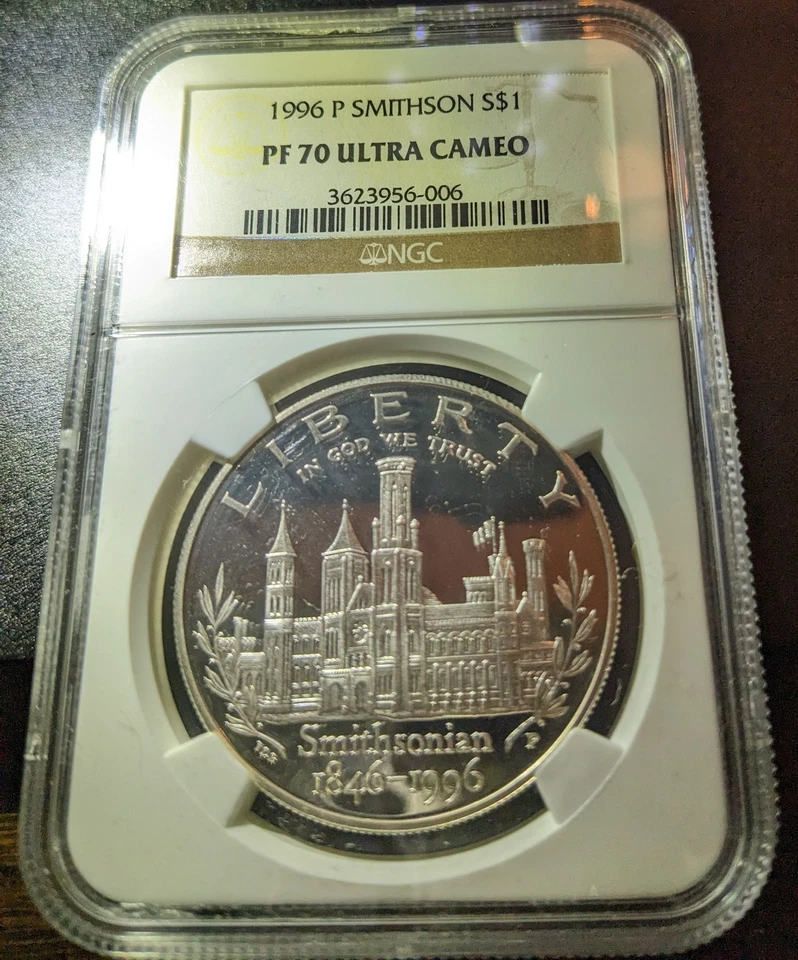 1996 P SMITHSON S$1
PF 70 ULTRA CAMEO
3623956-006
NGC
LIBERTY
IN GOD WE TRUST
Smithsonian
P
1846-1996